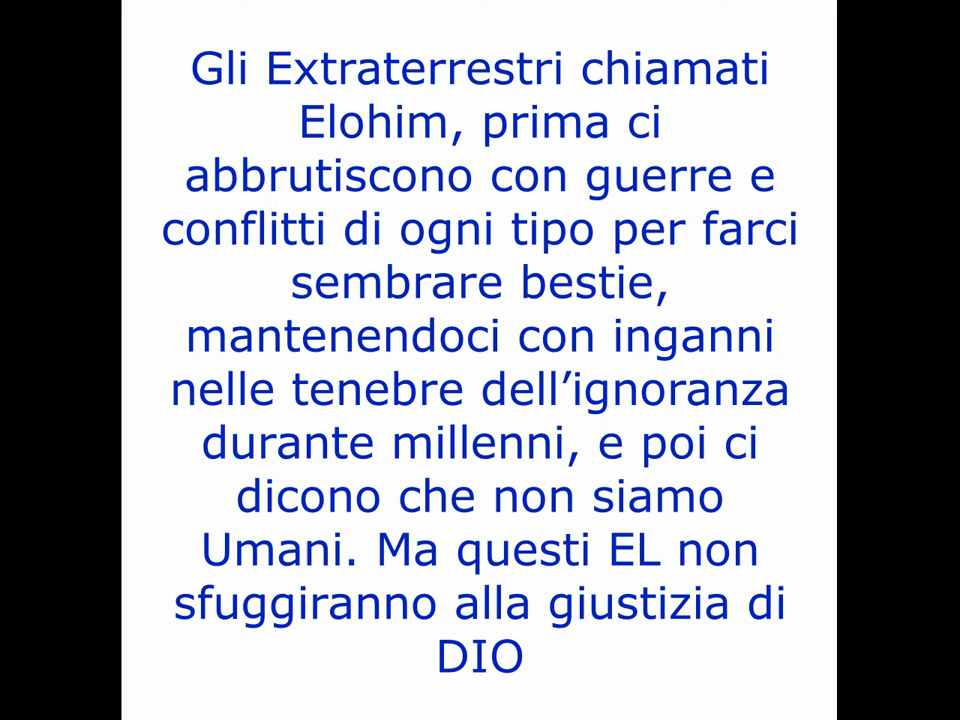 Gli Extraterrestri chiamati
Elohim, prima ci
abbrutiscono con guerre e
conflitti di ogni tipo per farci
sembrare bestie,
mantenendoci con inganni
nelle tenebre dell’ignoranza
durante millenni, e poi ci
dicono che non siamo
Umani. Ma questi EL non
sfuggiranno alla giustizia di
DIO